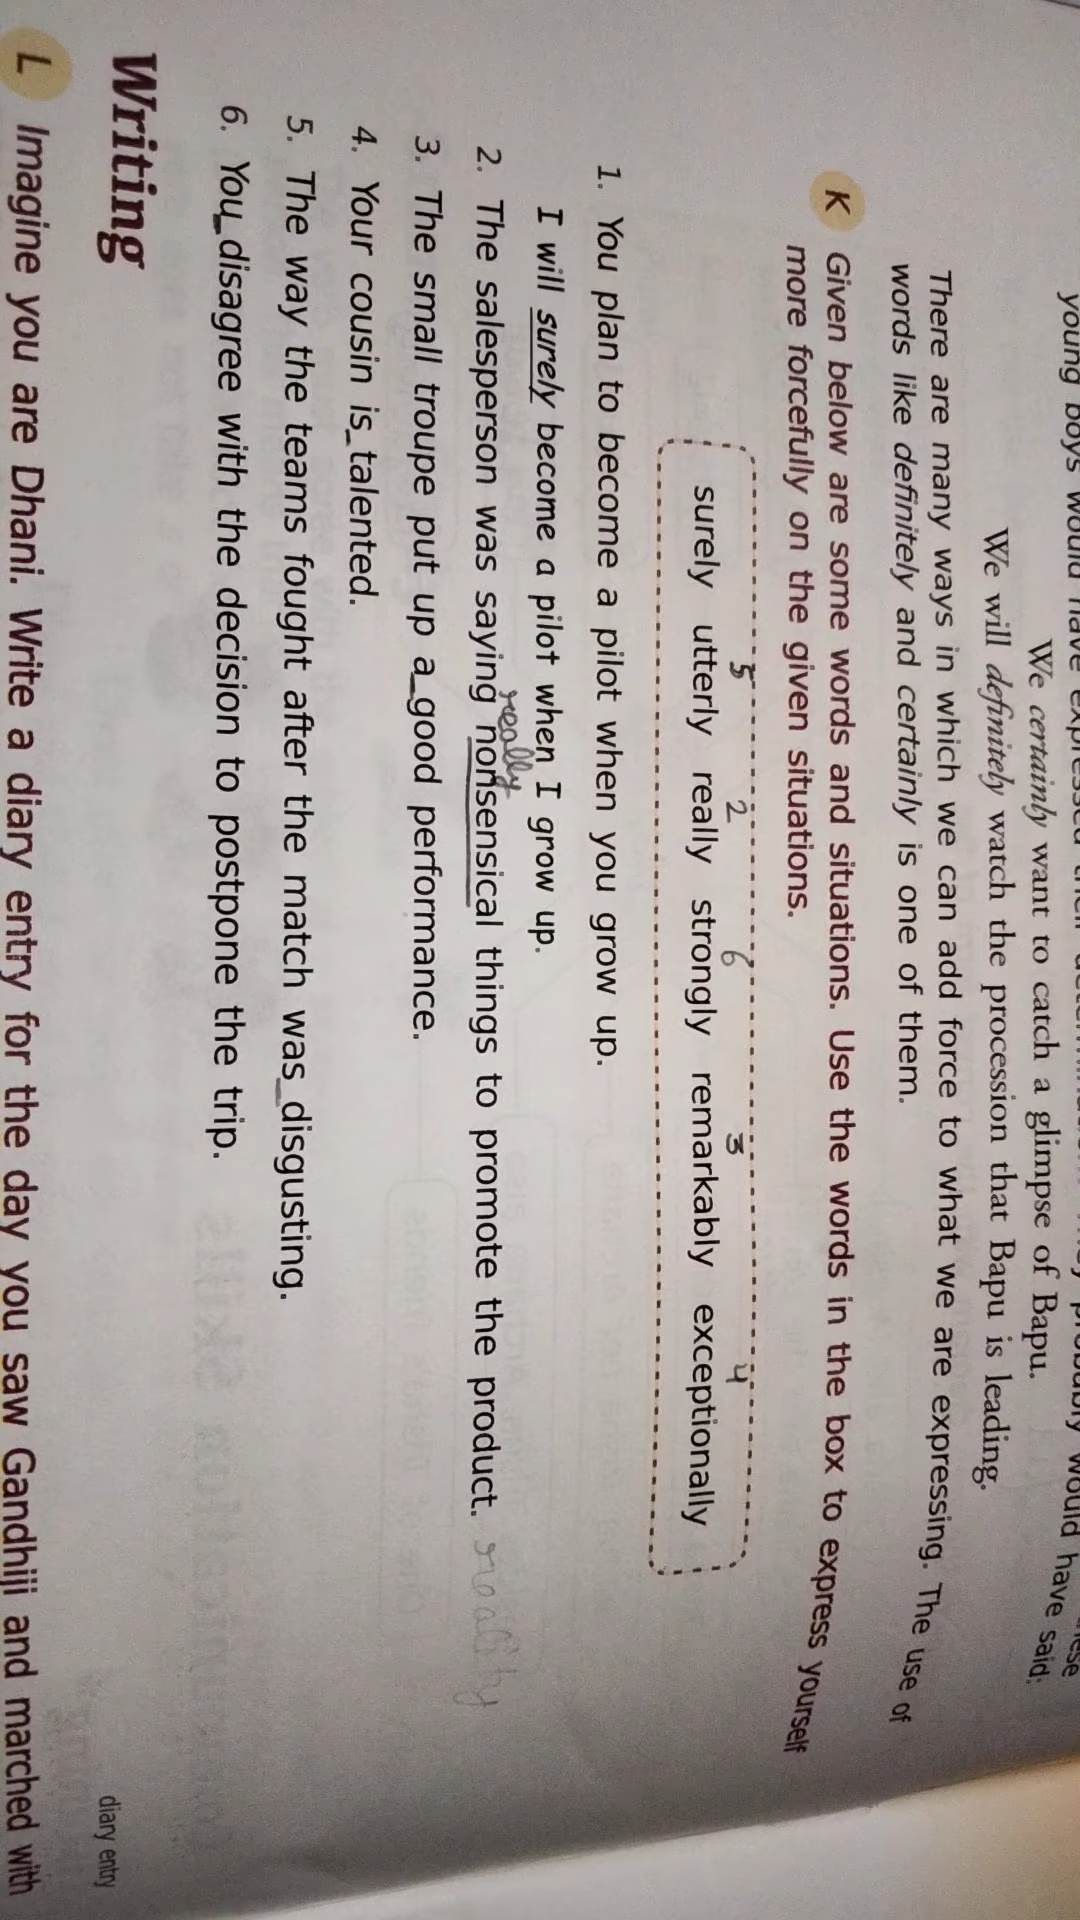 young boys would have expressed their
would have said:
We certainly want to catch a glimpse of Bapu.
We will definitely watch the procession that Bapu is leading.
There are many ways in which we can add force to what we are expressing. The use of
words like definitely and certainly is one of them.
K Given below are some words and situations. Use the words in the box to express yourself
more forcefully on the given situations.
5 2 6 3 4
surely utterly really strongly remarkably exceptionally
1. You plan to become a pilot when you grow up.
I will surely become a pilot when I grow up.
really
2. The salesperson was saying nonsensical things to promote the product.
3. The small troupe put up a good performance.
4. Your cousin is talented.
5. The way the teams fought after the match was disgusting.
6. You disagree with the decision to postpone the trip.
Writing
diary entry
L Imagine you are Dhani. Write a diary entry for the day you saw Gandhiji and marched with